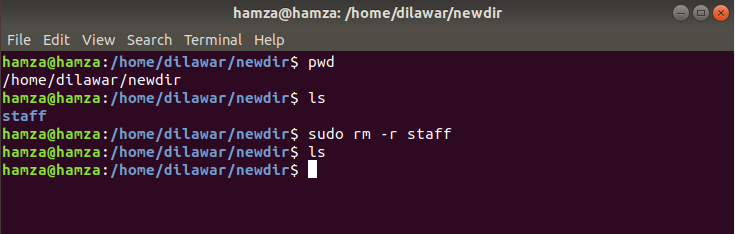 hamza@hamza: /home/dilawar/newdir
File Edit View Search Terminal Help
hamza@hamza:/home/dilawar/newdir$ pwd
/home/dilawar/newdir
hamza@hamza:/home/dilawar/newdir$ ls
staff
hamza@hamza:/home/dilawar/newdir$ sudo rm -r staff
hamza@hamza:/home/dilawar/newdir$ ls
hamza@hamza:/home/dilawar/newdir$